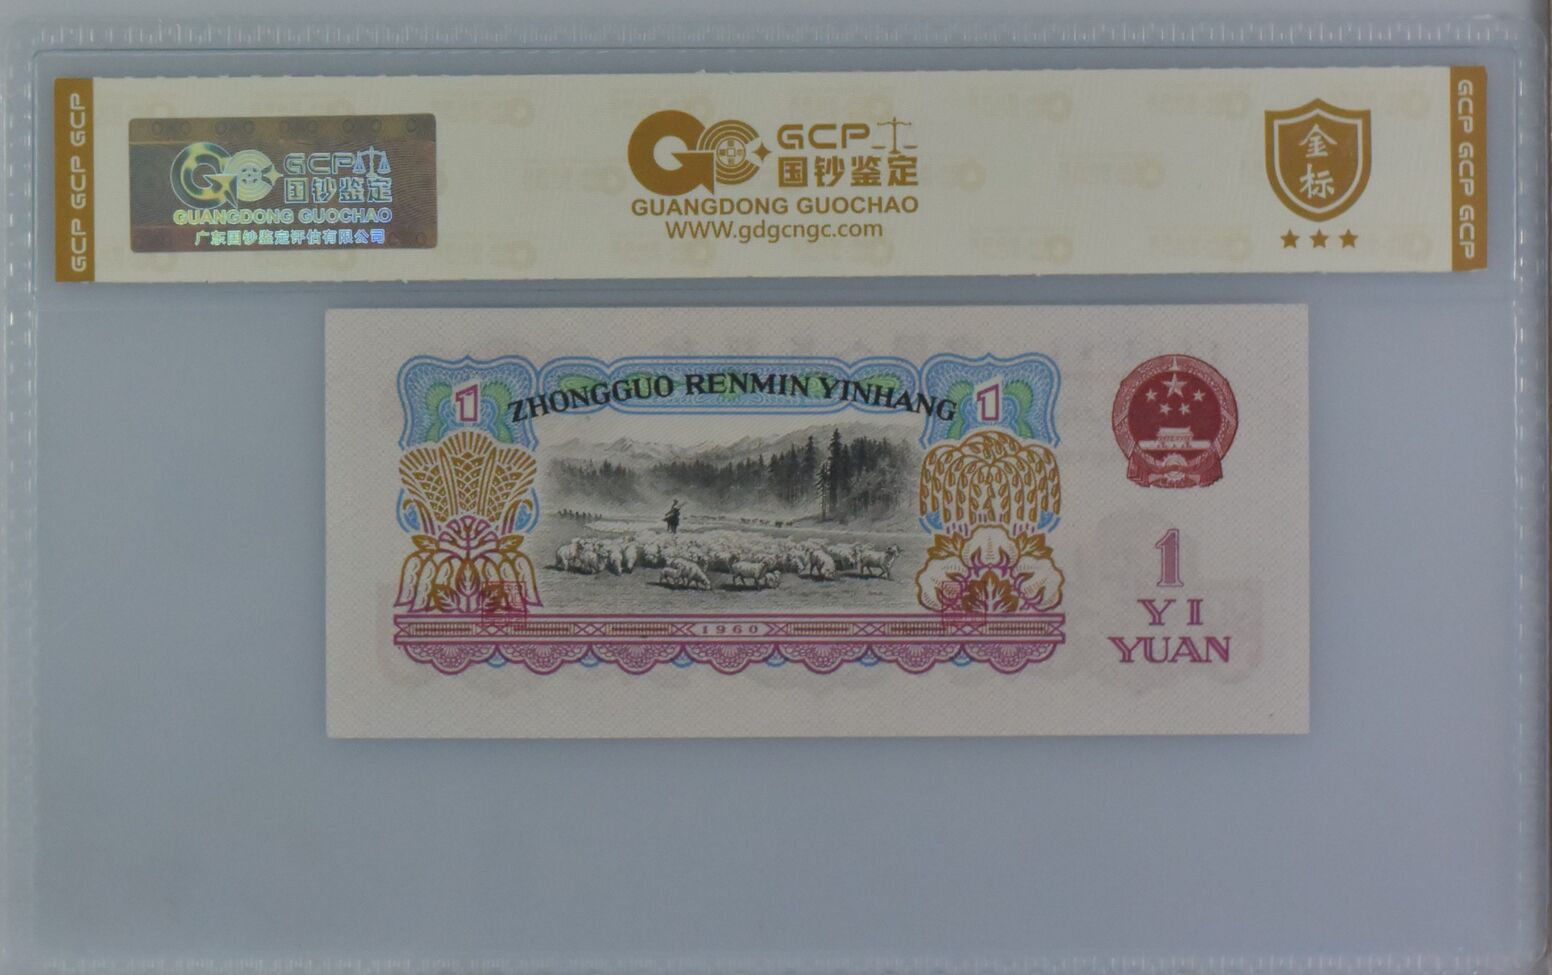 GCP GCP GCP
GCP
国钞鉴定
GUANGDONG GUOCHAO
广东国钞鉴定评估有限公司
GCP
国钞鉴定
GUANGDONG GUOCHAO
WWW.gdgcngc.com
金标
GCP GCP GCP
1
ZHONGGUO RENMIN YINHANG
1
1960
1
YI
YUAN